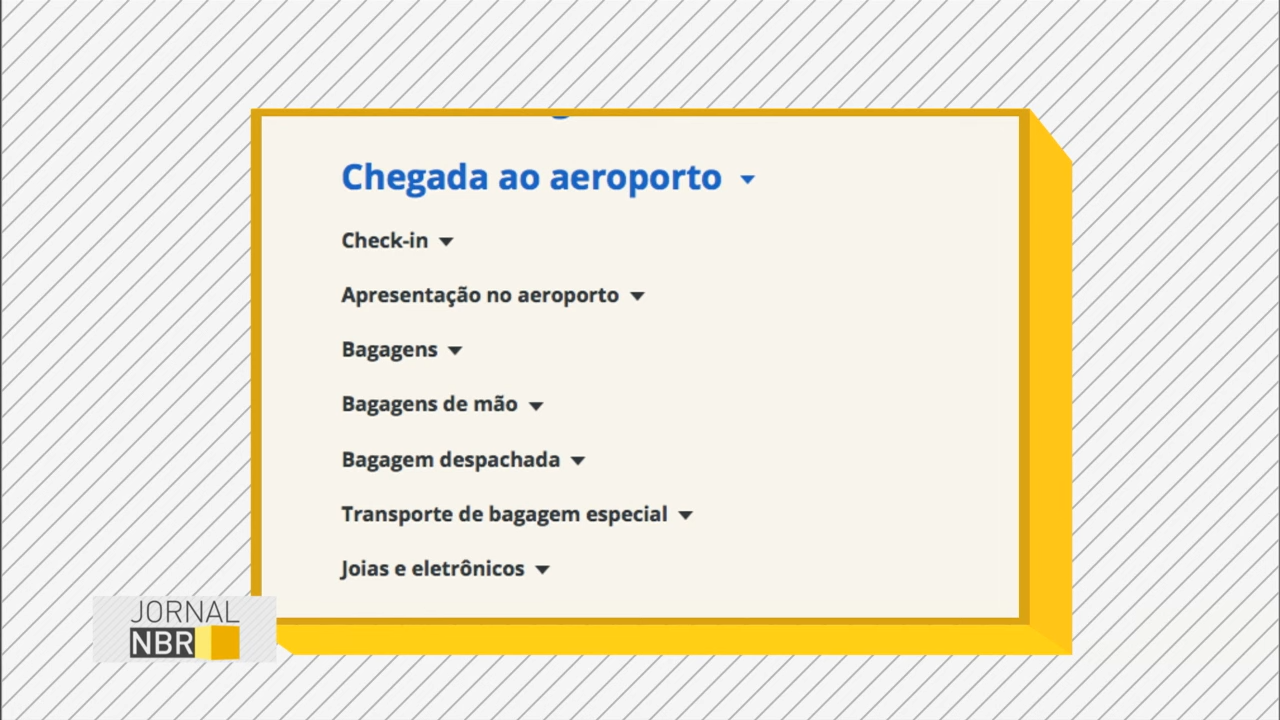 Chegada ao aeroporto
Check-in
Apresentação no aeroporto
Bagagens
Bagagens de mão
Bagagem despachada
Transporte de bagagem especial
Joias e eletrônicos
JORNAL
NBR